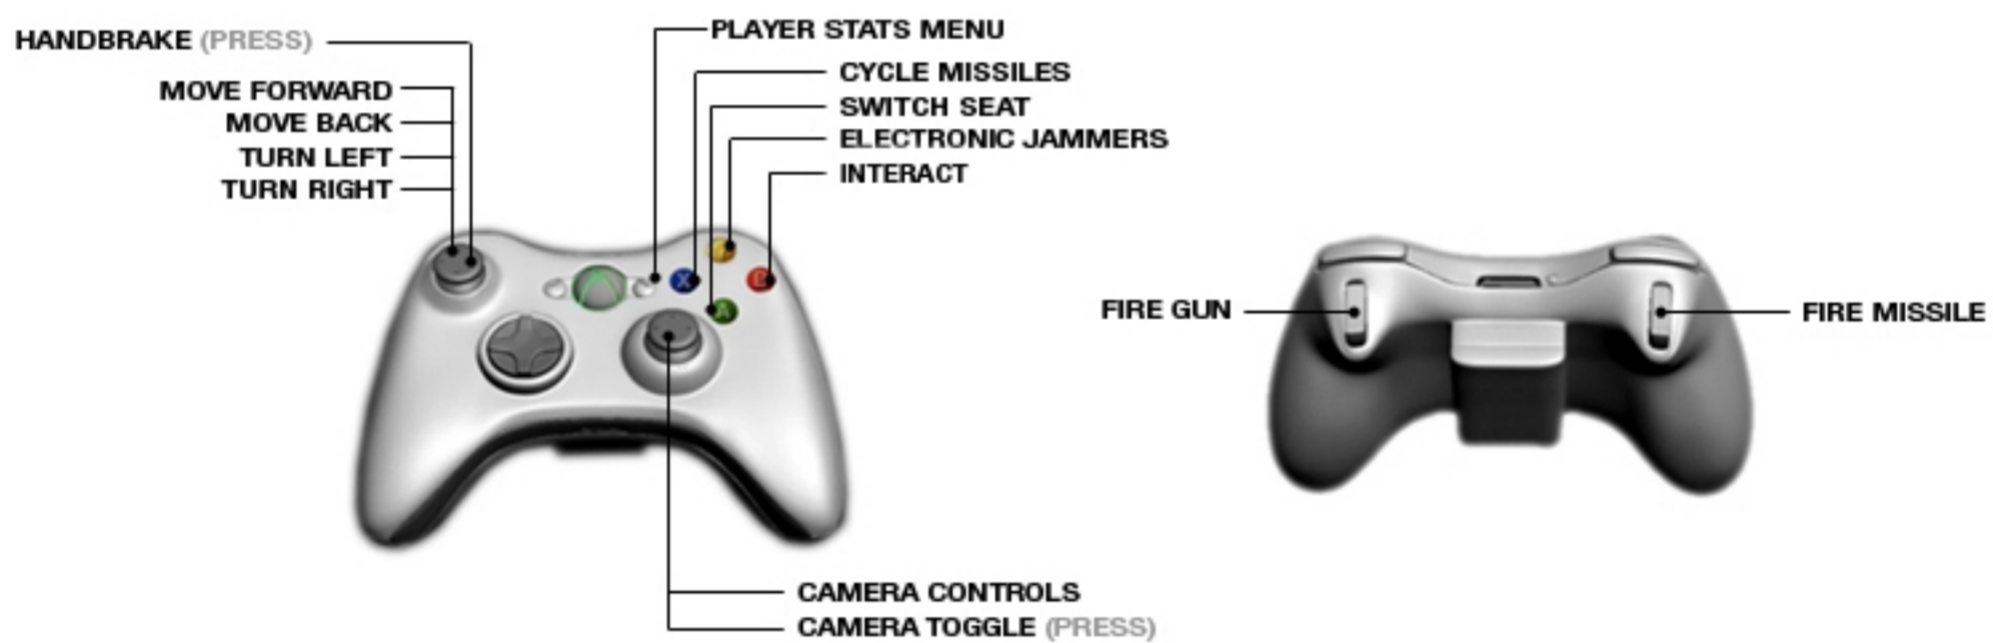 HANDBRAKE (PRESS)
MOVE FORWARD
MOVE BACK
TURN LEFT
TURN RIGHT
PLAYER STATS MENU
CYCLE MISSILES
SWITCH SEAT
ELECTRONIC JAMMERS
INTERACT
Y
X
B
A
CAMERA CONTROLS
CAMERA TOGGLE (PRESS)
FIRE GUN
FIRE MISSILE